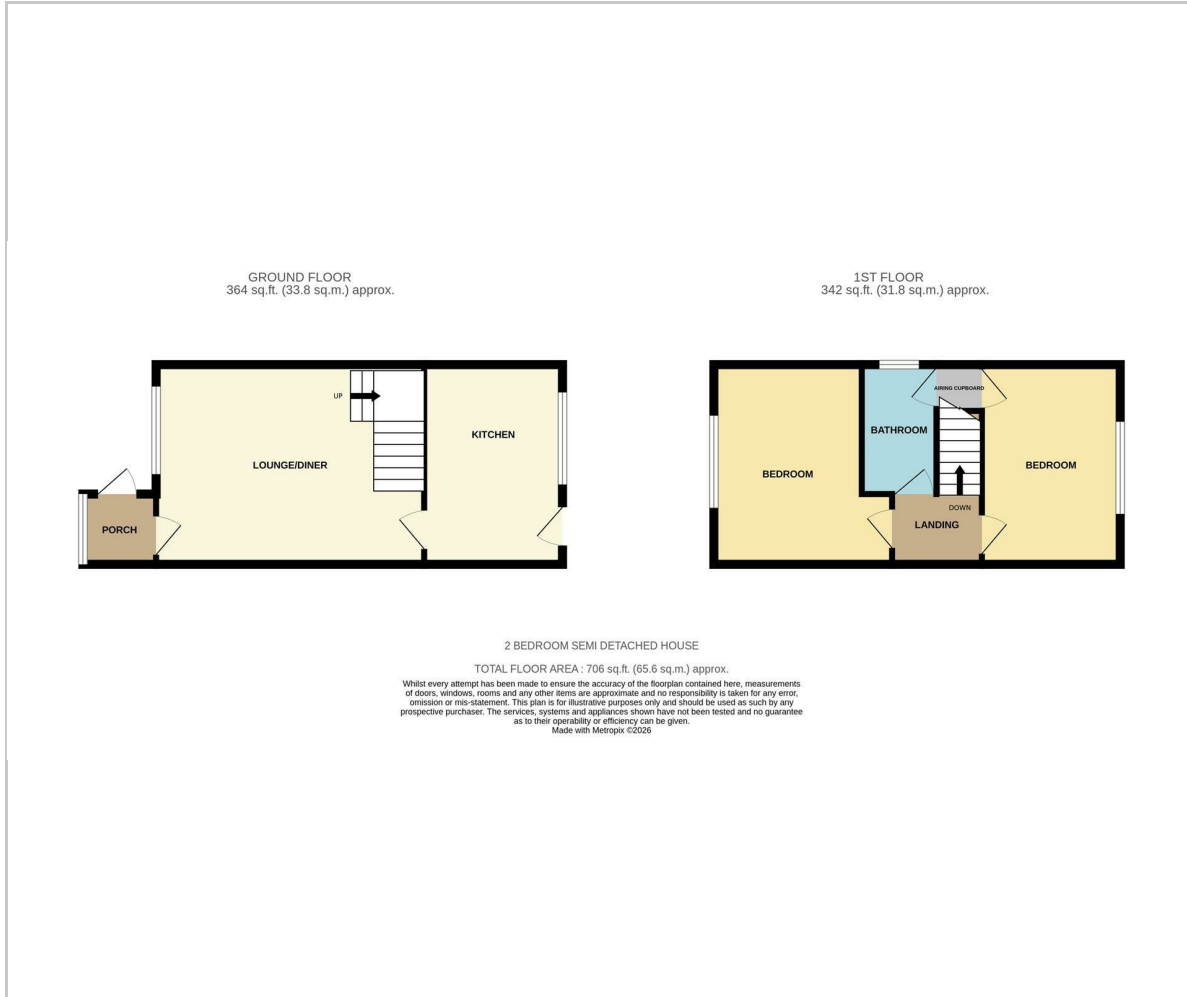 GROUND FLOOR
364 sq.ft. (33.8 sq.m.) approx.
1ST FLOOR
342 sq.ft. (31.8 sq.m.) approx.
UP
KITCHEN
LOUNGE/DINER
PORCH
AIRING CUPBOARD
BATHROOM
BEDROOM
BEDROOM
DOWN
LANDING
2 BEDROOM SEMI DETACHED HOUSE
TOTAL FLOOR AREA : 706 sq.ft. (65.6 sq.m.) approx.
Whilst every attempt has been made to ensure the accuracy of the floorplan contained here, measurements
of doors, windows, rooms and any other items are approximate and no responsibility is taken for any error,
omission or mis-statement. This plan is for illustrative purposes only and should be used as such by any
prospective purchaser. The services, systems and appliances shown have not been tested and no guarantee
as to their operability or efficiency can be given.
Made with Metropix ©2026